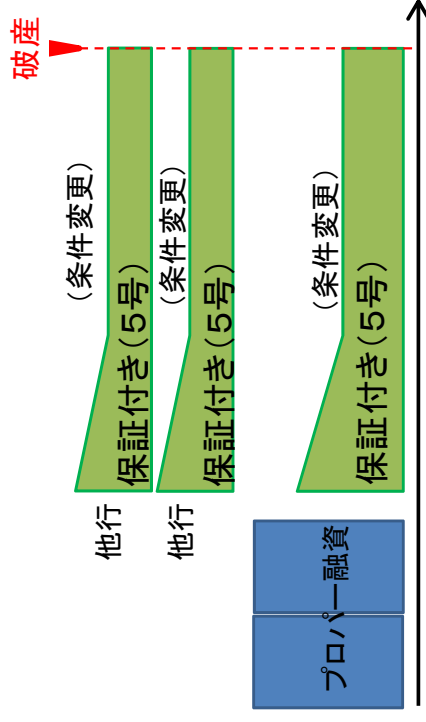 破産
(条件変更)
他行
保証付き(5号)
(条件変更)
他行
保証付き(5号)
(条件変更)
保証付き(5号)
プロパー融資